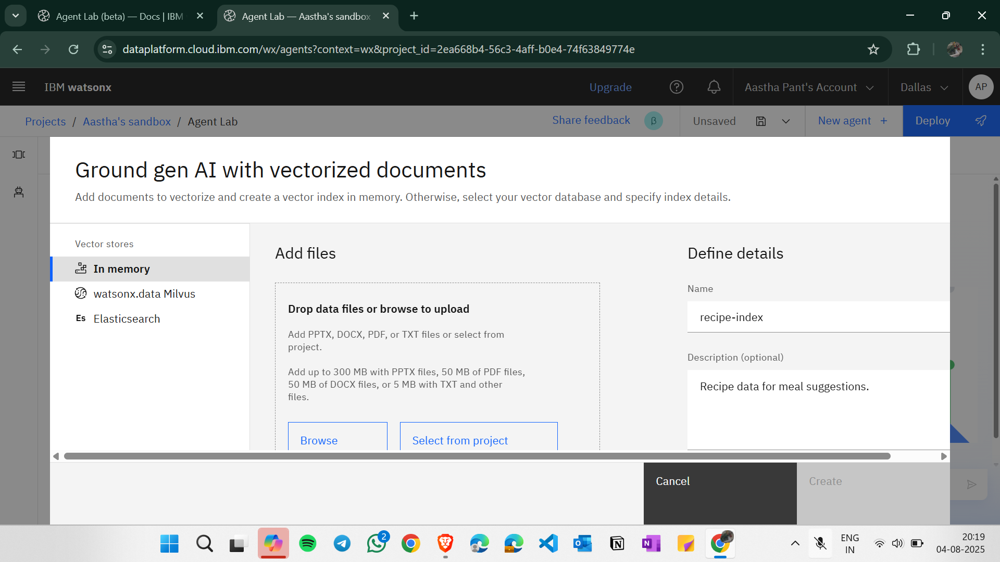 Agent Lab (beta) — Docs | IBM
Agent Lab — Aastha's sandbox
dataplatform.cloud.ibm.com/wx/agents?context=wx&project_id=2ea668b4-56c3-4aff-b0e4-74f63849774e
IBM watsonx
Upgrade
Aastha Pant's Account
Dallas
AP
Projects / Aastha's sandbox / Agent Lab
Share feedback
β
Unsaved
New agent +
Deploy
Ground gen AI with vectorized documents
Add documents to vectorize and create a vector index in memory. Otherwise, select your vector database and specify index details.
Vector stores
In memory
watsonx.data Milvus
Es Elasticsearch
Add files
Drop data files or browse to upload
Add PPTX, DOCX, PDF, or TXT files or select from
project.
Add up to 300 MB with PPTX files, 50 MB of PDF files,
50 MB of DOCX files, or 5 MB with TXT and other
files.
Browse
Select from project
Define details
Name
recipe-index
Description (optional)
Recipe data for meal suggestions.
Cancel
Create
2
ENG
IN
20:19
04-08-2025